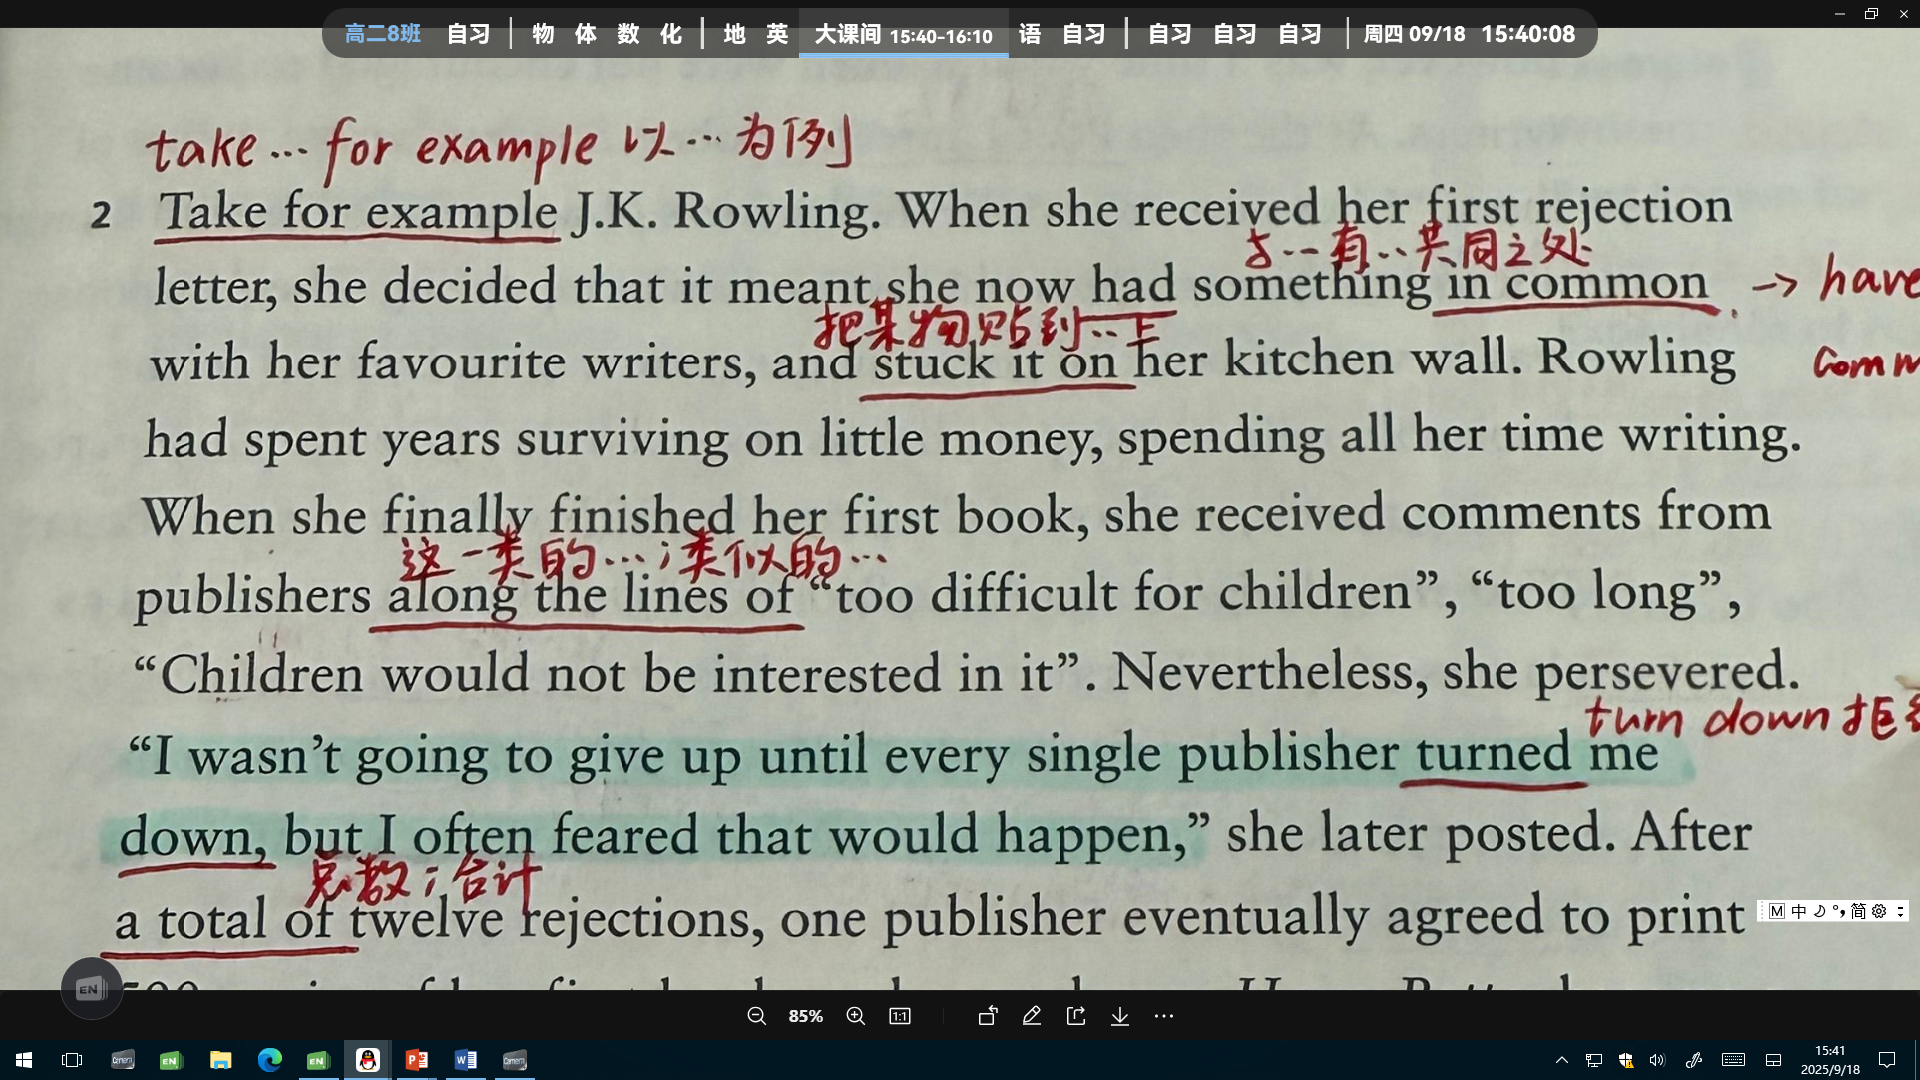 高二8班 自习 | 物 体 数 化 | 地 英 大课间 15:40-16:10 语 自习 | 自习 自习 自习 | 周四 09/18 15:40:08
take… for example 以…为例
2 Take for example J.K. Rowling. When she received her first rejection
与…有…共同之处
letter, she decided that it meant she now had something in common → have
把某物贴到…上
with her favourite writers, and stuck it on her kitchen wall. Rowling
had spent years surviving on little money, spending all her time writing.
When she finally finished her first book, she received comments from
这一类的…；类似的…
publishers along the lines of “too difficult for children”, “too long”,
“Children would not be interested in it”. Nevertheless, she persevered.
turn down
“I wasn’t going to give up until every single publisher turned me
down, but I often feared that would happen,” she later posted. After
总数；合计
a total of twelve rejections, one publisher eventually agreed to print
M 中 简
EN
85% 1:1
Camera EN EN P W Camera
15:41
2025/9/18